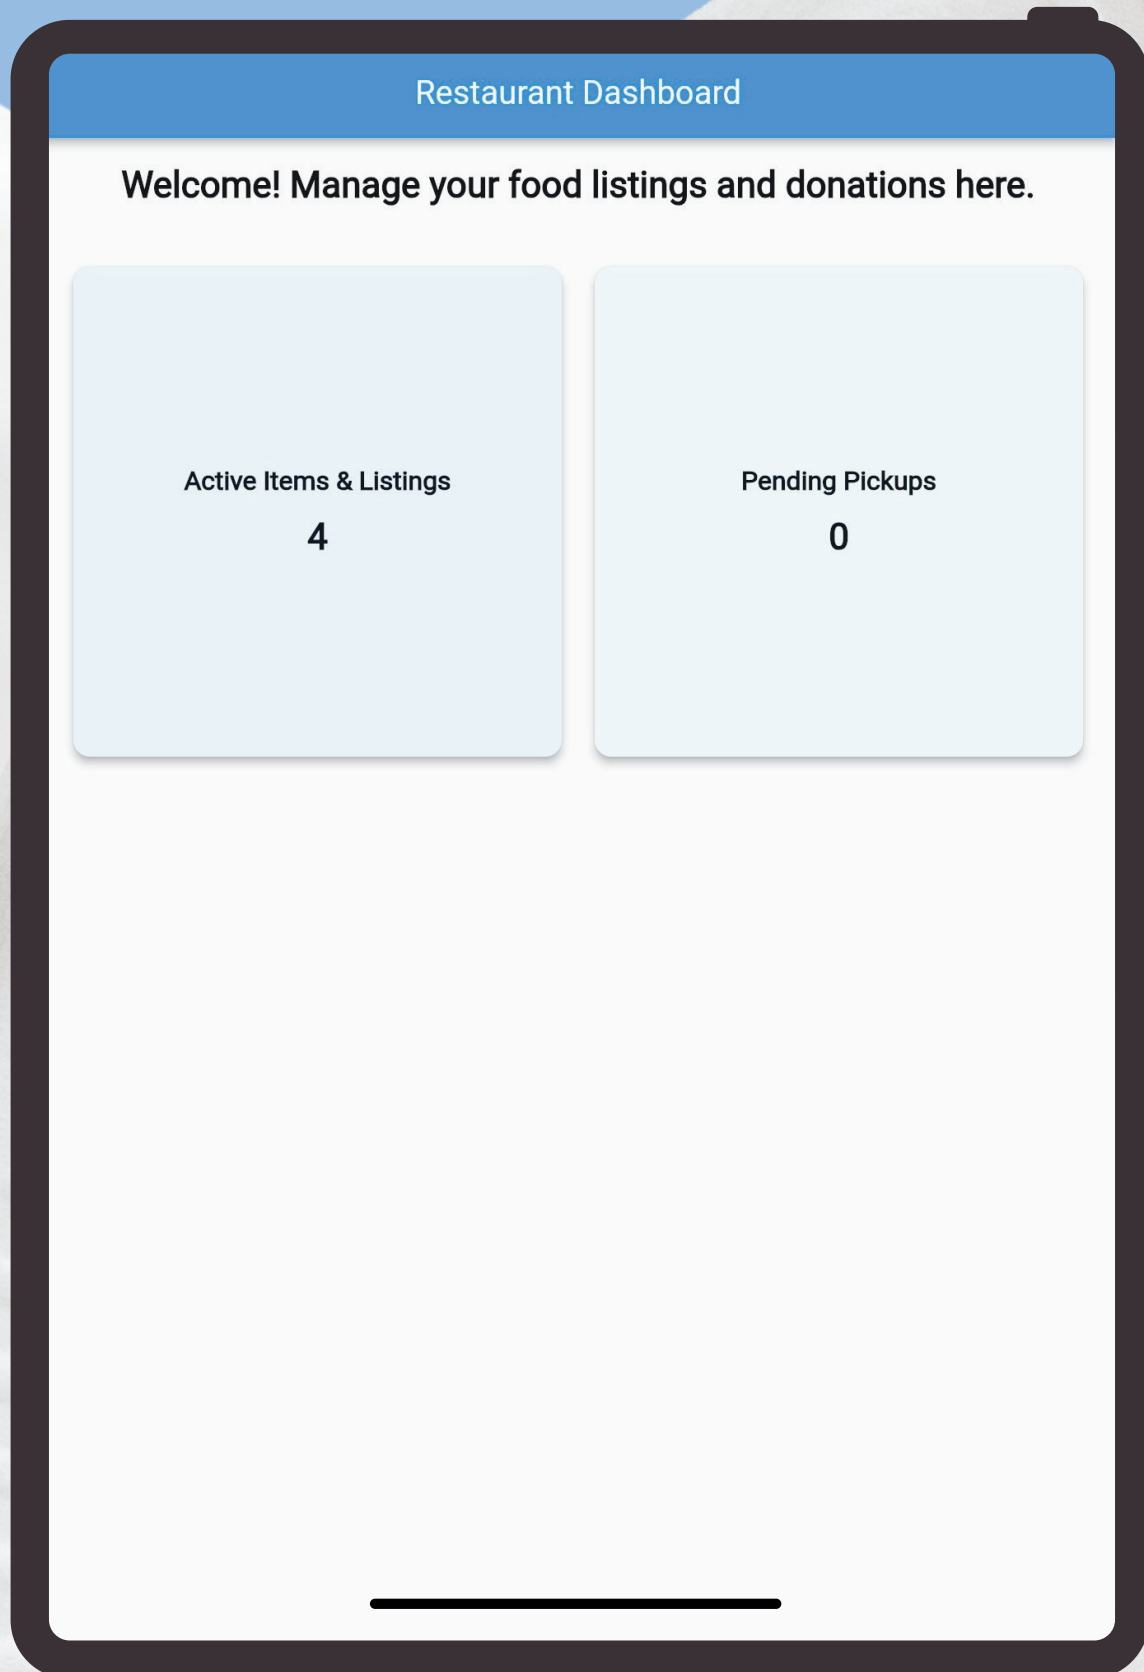 Restaurant Dashboard
Welcome! Manage your food listings and donations here.
Active Items & Listings
4
Pending Pickups
0